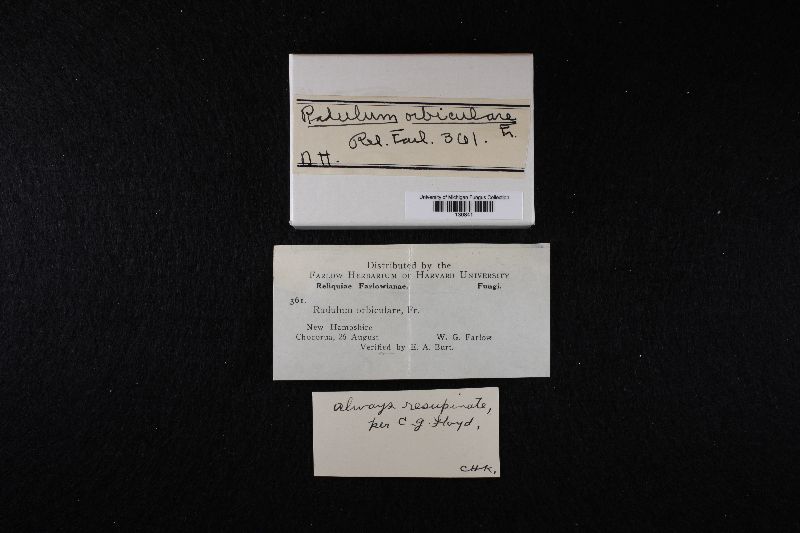 Radulum orbiculare
Fr.
Rel. Farl. 361.
N H.
University of Michigan Fungus Collection
Distributed by the
Farlow Herbarium of Harvard University
Reliquiae Farlowianae. Fungi.
361.
Radulum orbiculare, Fr.
New Hampshire
Chocorua, 26 August W. G. Farlow
Verified by E. A. Burt.
always resupinate,
per C. G. Lloyd,
CHK.